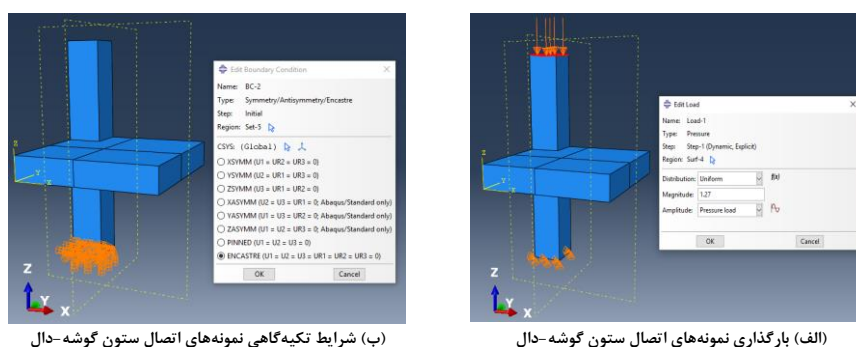 Edit Boundary Condition
Name: BC-2
Type: Symmetry/Antisymmetry/Encastre
Step: Initial
Region: Set-5
CSYS: (Global)
XSYMM (U1 = UR2 = UR3 = 0)
YSYMM (U2 = UR1 = UR3 = 0)
ZSYMM (U3 = UR1 = UR2 = 0)
XASYMM (U2 = U3 = UR1 = 0; Abaqus/Standard only)
YASYMM (U1 = U3 = UR2 = 0; Abaqus/Standard only)
ZASYMM (U1 = U2 = UR3 = 0; Abaqus/Standard only)
PINNED (U1 = U2 = U3 = 0)
ENCASTRE (U1 = U2 = U3 = UR1 = UR2 = UR3 = 0)
OK Cancel
Z
Y
X
(ب) شرایط تکیه‌گاهی نمونه‌های اتصال ستون گوشه-دال
Edit Load
Name: Load-1
Type: Pressure
Step: Step-1 (Dynamic, Explicit)
Region: Surf-4
Distribution: Uniform f(x)
Magnitude: 1.27
Amplitude: Pressure load
OK Cancel
Z
Y
X
(الف) بارگذاری نمونه‌های اتصال ستون گوشه-دال